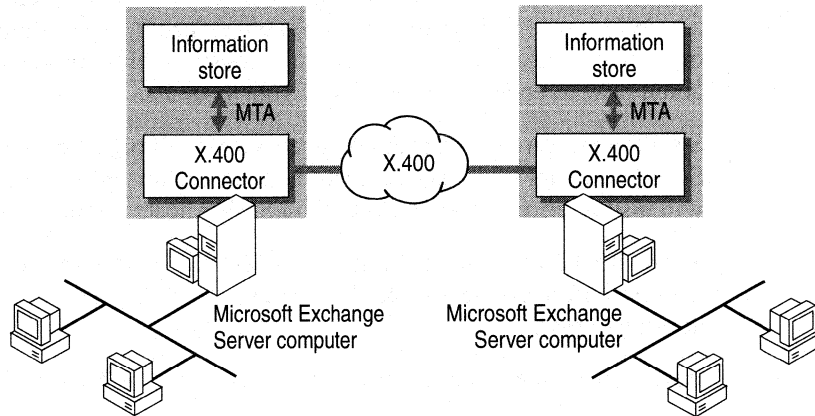 Information
store
MTA
X.400
Connector
Microsoft Exchange
Server computer
X.400
Information
store
MTA
X.400
Connector
Microsoft Exchange
Server computer